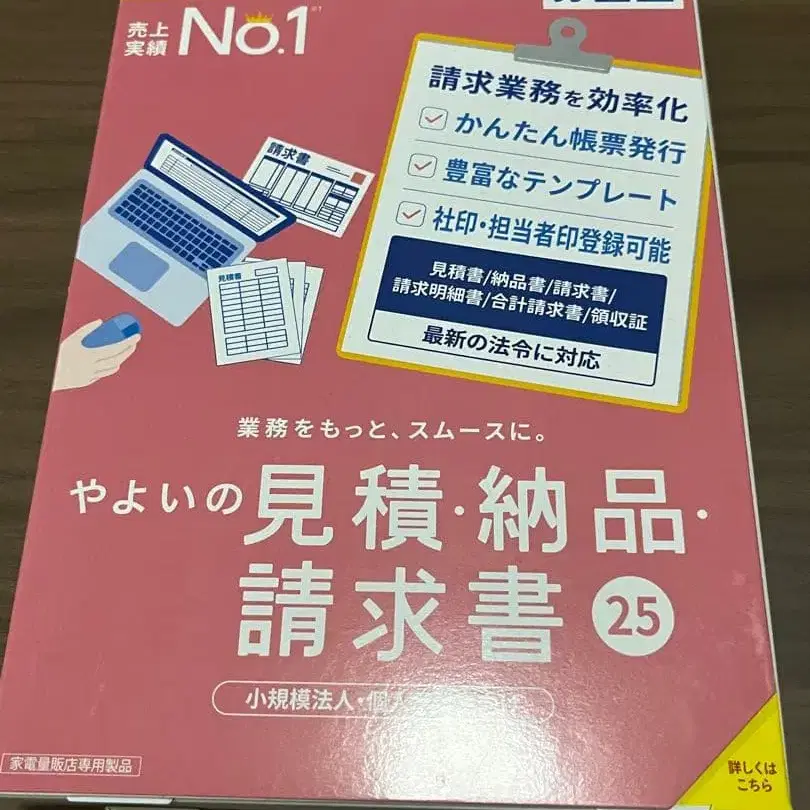 売上
実績
No.1
※1
請求業務を効率化
かんたん帳票発行
豊富なテンプレート
社印・担当者印登録可能
見積書/納品書/請求書/
請求明細書/合計請求書/領収証
最新の法令に対応
請求書
見積書
業務をもっと、スムースに。
やよいの見積・納品・
請求書 25
小規模法人・個人
家電量販店専用製品
詳しくは
こちら